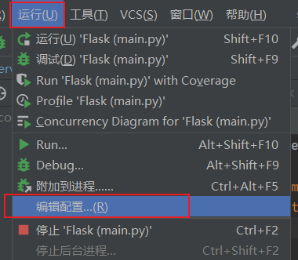 运行(U) 工具(T) VCS(S) 窗口(W) 帮助(H)
运行(U) 'Flask (main.py)' Shift+F10
调试(D) 'Flask (main.py)' Shift+F9
Run 'Flask (main.py)' with Coverage
Profile 'Flask (main.py)'
Concurrency Diagram for 'Flask (main.py)'
Run... Alt+Shift+F10
Debug... Alt+Shift+F9
附加到进程...... Ctrl+Alt+F5
编辑配置...(R)
停止 'Flask (main.py)' Ctrl+F2
停止后台进程... Ctrl+Shift+F2